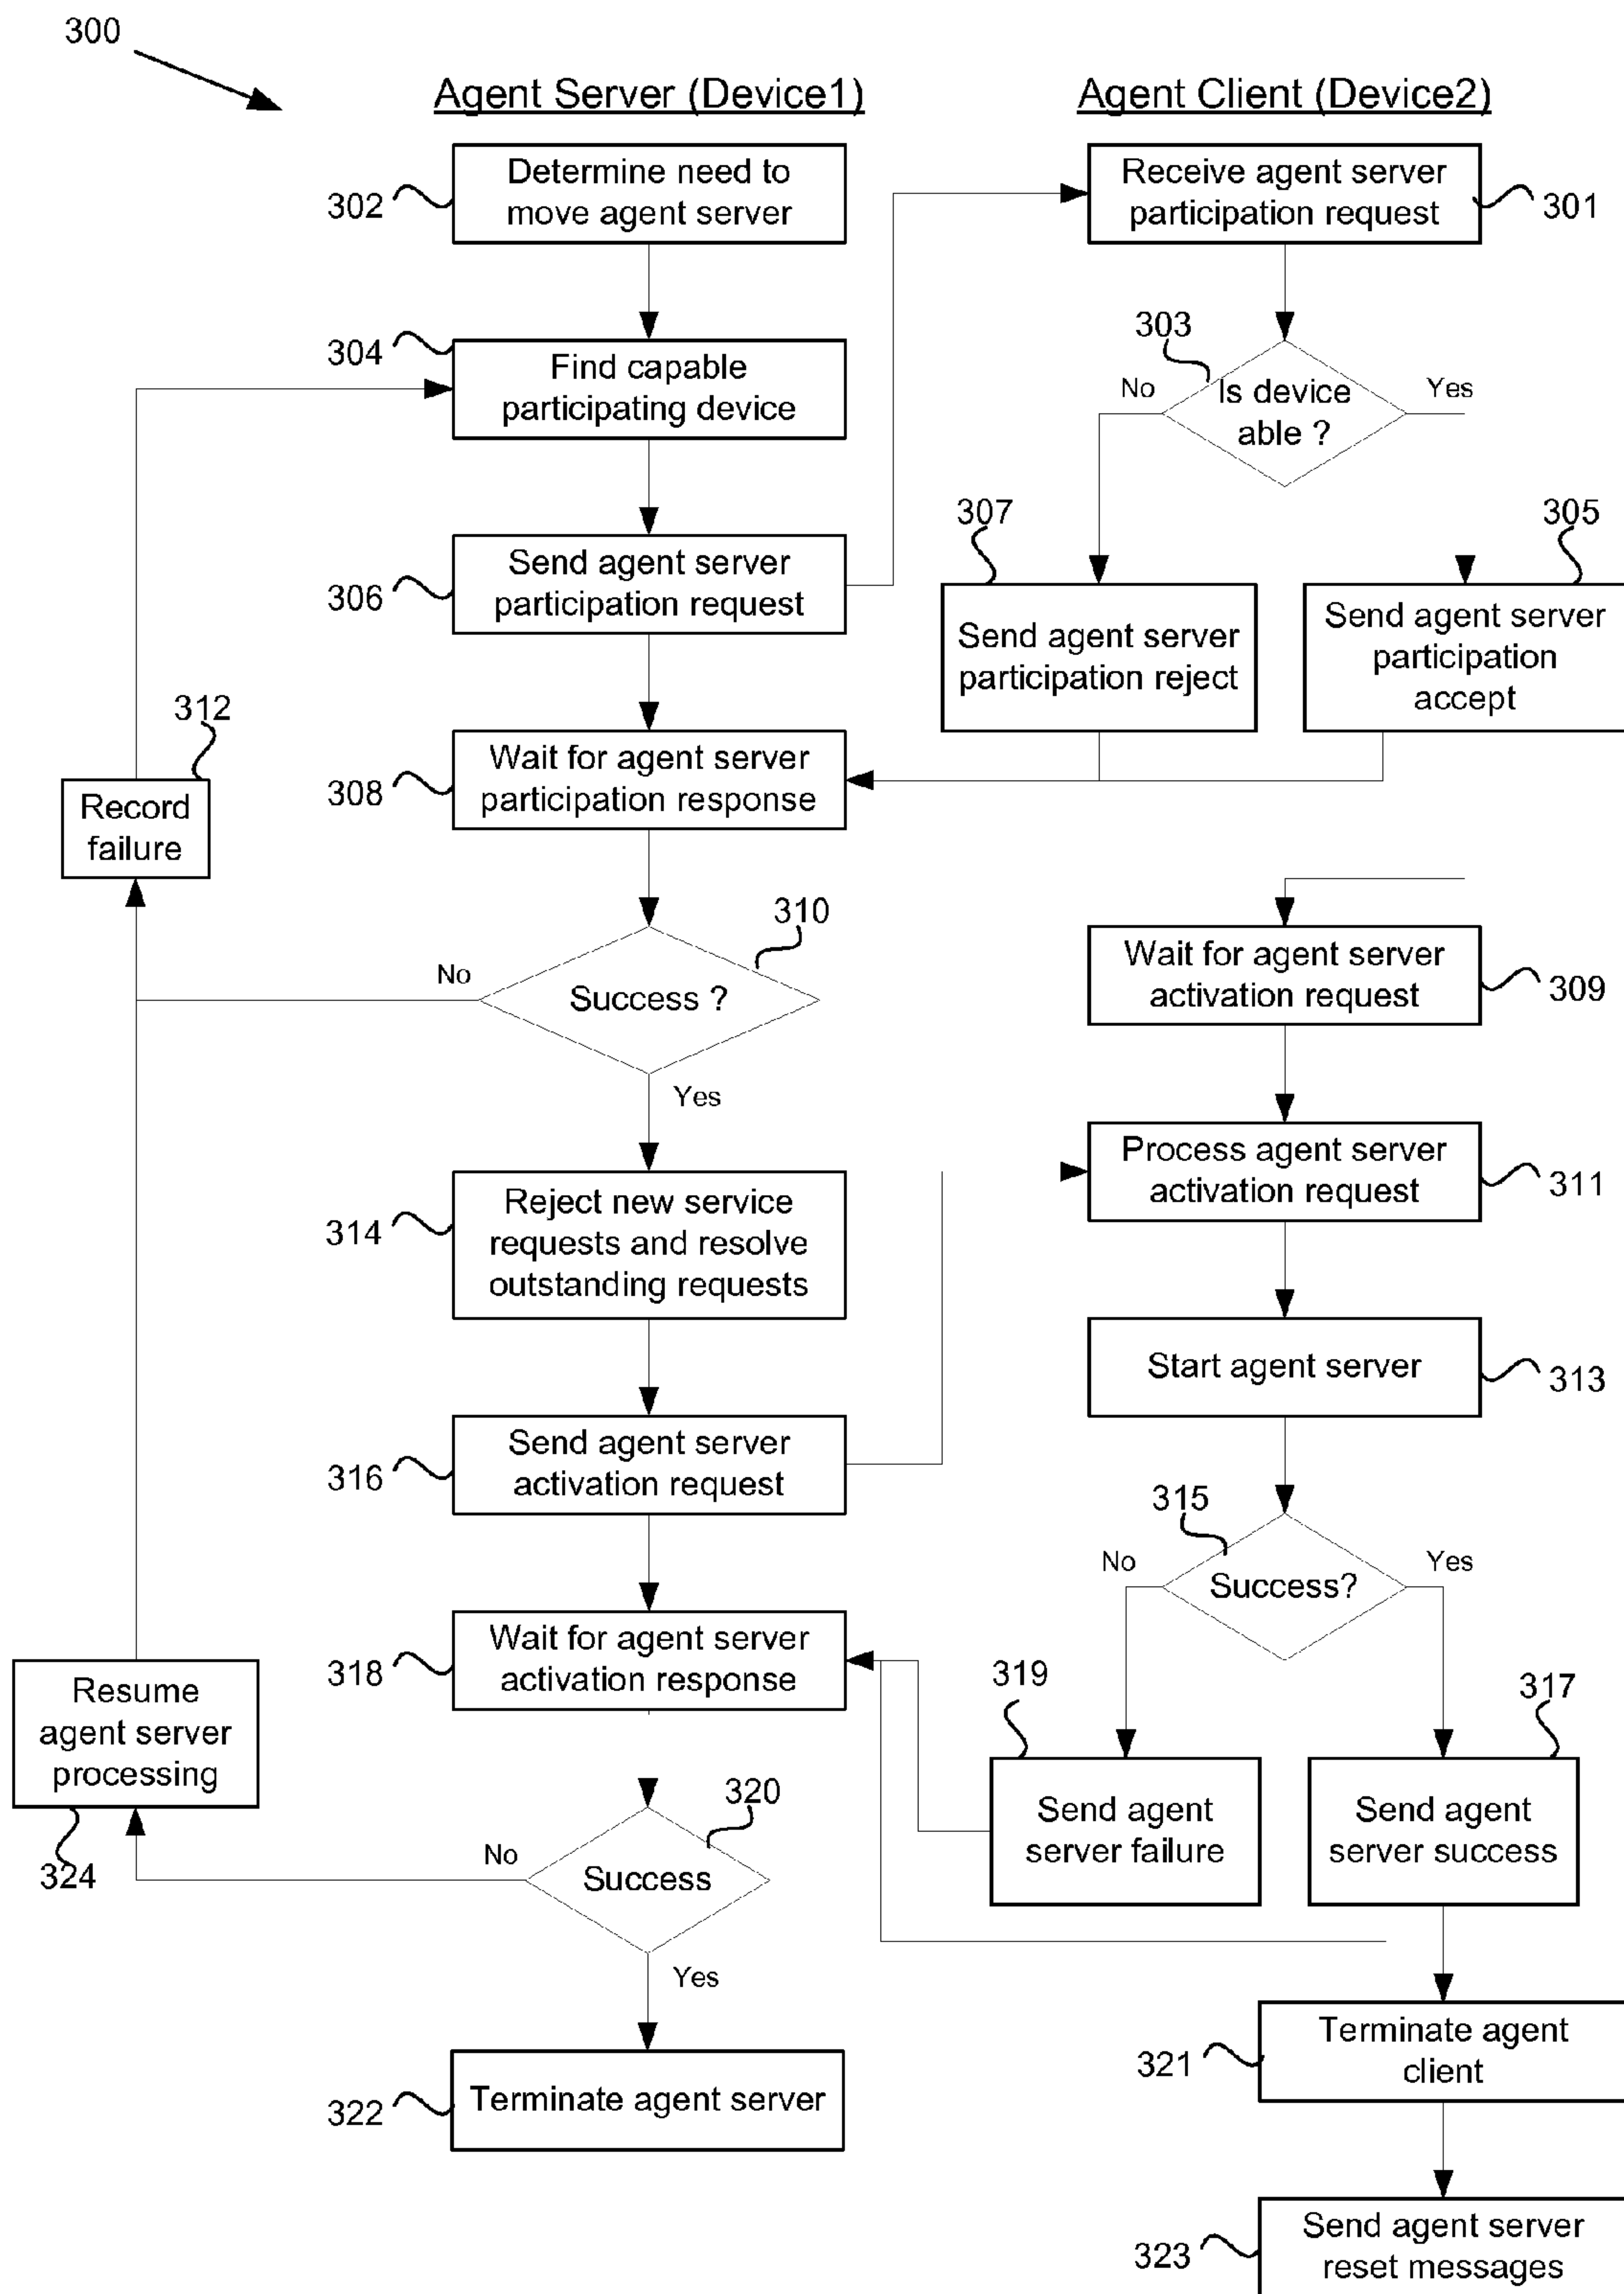 300
Agent Server (Device1)
Agent Client (Device2)
302
Determine need to
move agent server
Receive agent server
participation request
301
304
Find capable
participating device
303
No
Is device
able ?
Yes
306
Send agent server
participation request
307
Send agent server
participation reject
305
Send agent server
participation
accept
312
Record
failure
308
Wait for agent server
participation response
310
No
Success ?
Yes
Wait for agent server
activation request
309
314
Reject new service
requests and resolve
outstanding requests
Process agent server
activation request
311
Start agent server
313
316
Send agent server
activation request
315
No
Success?
Yes
318
Wait for agent server
activation response
319
Send agent
server failure
317
Send agent
server success
Resume
agent server
processing
324
320
No
Success
Yes
322
Terminate agent server
321
Terminate agent
client
323
Send agent server
reset messages